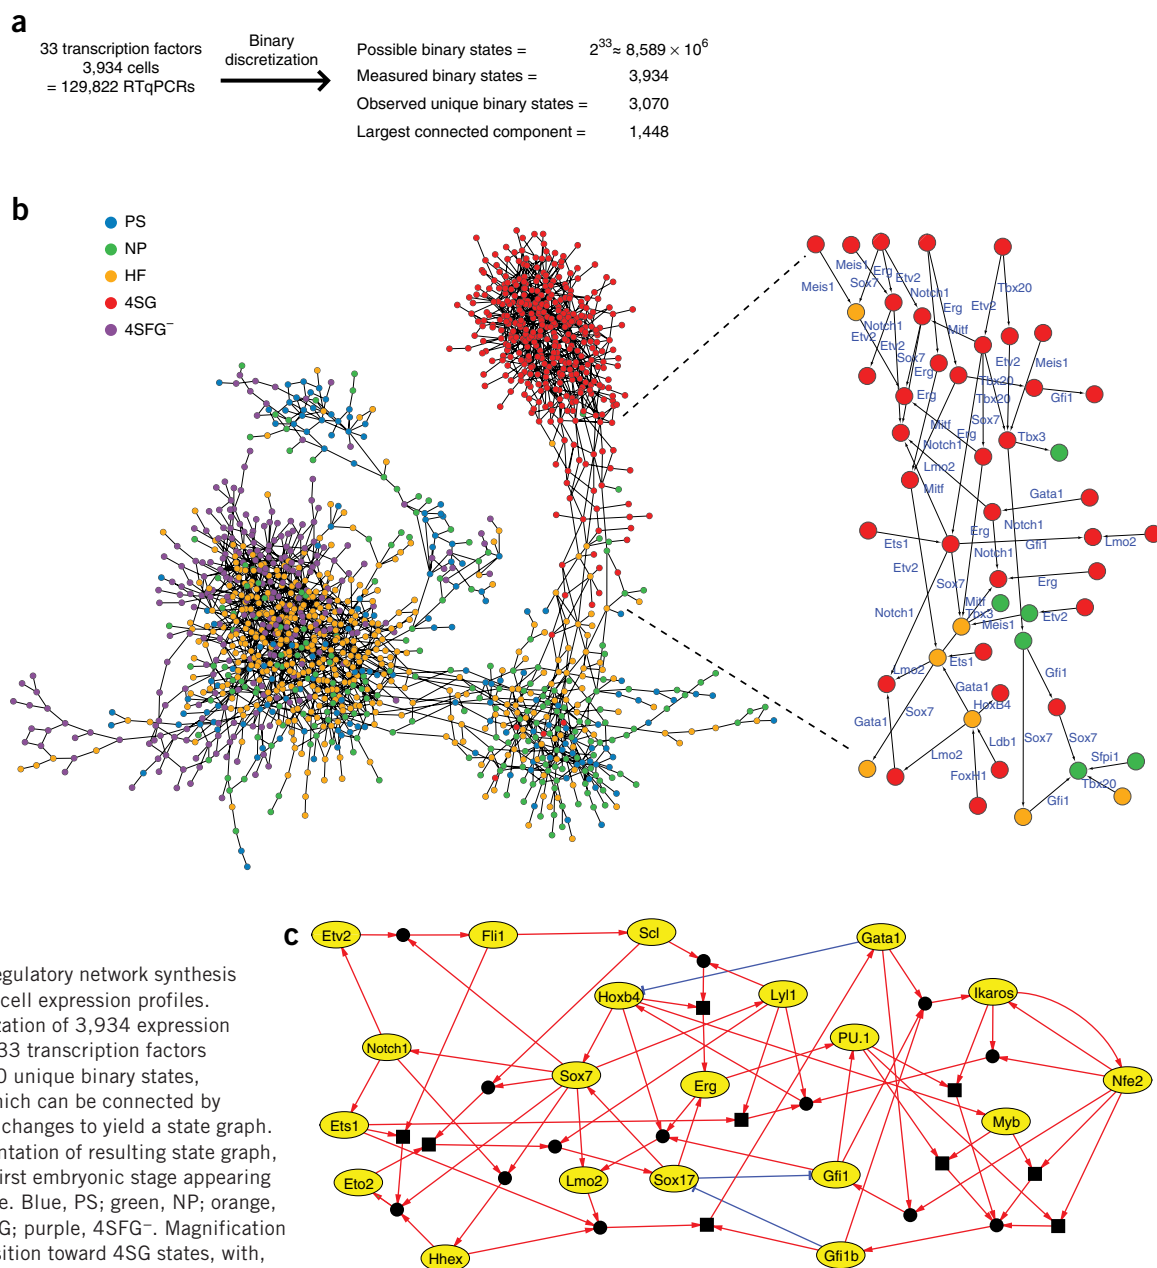 a
33 transcription factors
3,934 cells
= 129,822 RTqPCRs
Binary
discretization
Possible binary states = 2^33 ≈ 8,589 × 10^6
Measured binary states = 3,934
Observed unique binary states = 3,070
Largest connected component = 1,448
b
PS
NP
HF
4SG
4SFG⁻
Meis1
Erg
Etv2
Meis1
Sox7
Notch1
Tbx20
Erg
Etv2
Notch1
Mitf
Etv2
Etv2
Sox7
Erg
Etv2
Meis1
Tbx20
Erg
Tbx20
Gfi1
Mitf
Sox7
Erg
Tbx3
Notch1
Lmo2
Mitf
Gata1
Notch1
Erg
Ets1
Gfi1
Lmo2
Notch1
Etv2
Sox7
Erg
Mitf
Notch1
Tbx3
Meis1
Etv2
Ets1
Lmo2
Gfi1
Gata1
HoxB4
Sox7
Gata1
Ldb1
Sox7
Sox7
Lmo2
FoxH1
Sfpi1
Tbx20
Gfi1
c
Etv2
Fli1
Scl
Gata1
Hoxb4
Lyl1
Ikaros
Notch1
PU.1
Sox7
Erg
Nfe2
Ets1
Myb
Eto2
Lmo2
Sox17
Gfi1
Hhex
Gfi1b
egulatory network synthesis
cell expression profiles.
zation of 3,934 expression
33 transcription factors
0 unique binary states,
hich can be connected by
changes to yield a state graph.
entation of resulting state graph,
irst embryonic stage appearing
e. Blue, PS; green, NP; orange,
G; purple, 4SFG⁻. Magnification
sition toward 4SG states, with,